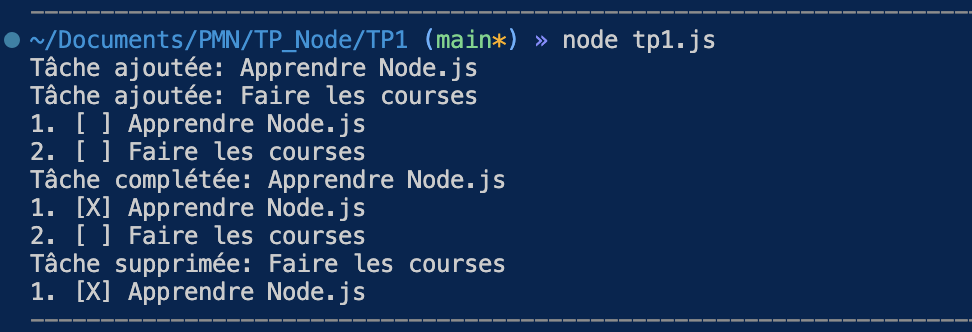 ~/Documents/PMN/TP_Node/TP1 (main*) » node tp1.js
Tâche ajoutée: Apprendre Node.js
Tâche ajoutée: Faire les courses
1. [ ] Apprendre Node.js
2. [ ] Faire les courses
Tâche complétée: Apprendre Node.js
1. [X] Apprendre Node.js
2. [ ] Faire les courses
Tâche supprimée: Faire les courses
1. [X] Apprendre Node.js